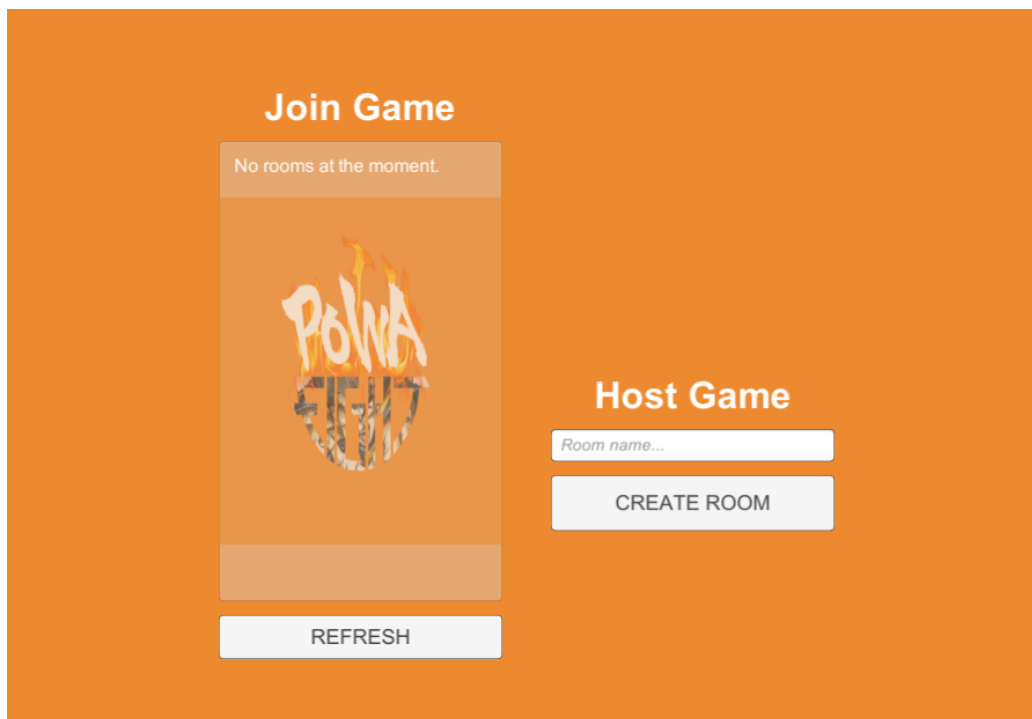 Join Game
No rooms at the moment.
POWA
FIGHT
REFRESH
Host Game
Room name...
CREATE ROOM